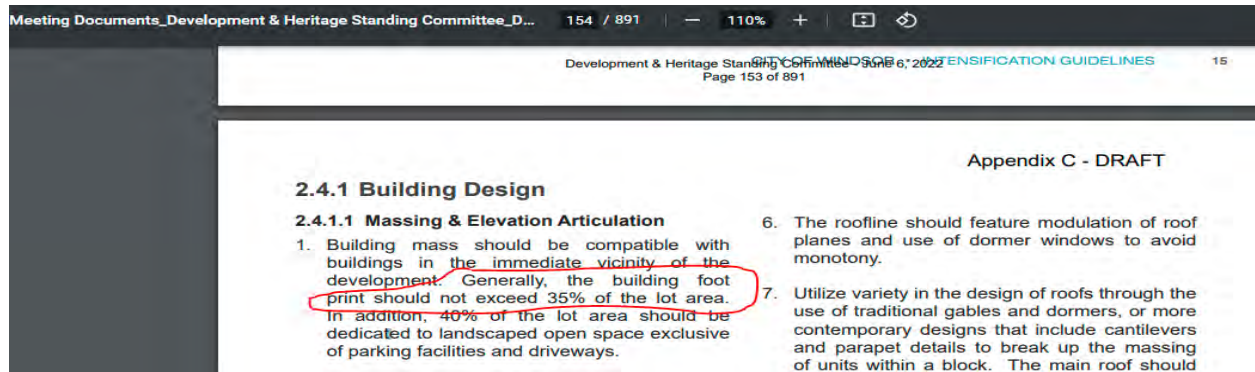 Meeting Documents_Development & Heritage Standing Committee_D... 154 / 891 — 110% +
Development & Heritage Standing Committee - June 6, 2022
CITY OF WINDSOR - INTENSIFICATION GUIDELINES 15
Page 153 of 891
Appendix C - DRAFT
2.4.1 Building Design
2.4.1.1 Massing & Elevation Articulation
1. Building mass should be compatible with
buildings in the immediate vicinity of the
development. Generally, the building foot
print should not exceed 35% of the lot area.
In addition, 40% of the lot area should be
dedicated to landscaped open space exclusive
of parking facilities and driveways.
6. The roofline should feature modulation of roof
planes and use of dormer windows to avoid
monotony.
7. Utilize variety in the design of roofs through the
use of traditional gables and dormers, or more
contemporary designs that include cantilevers
and parapet details to break up the massing
of units within a block. The main roof should